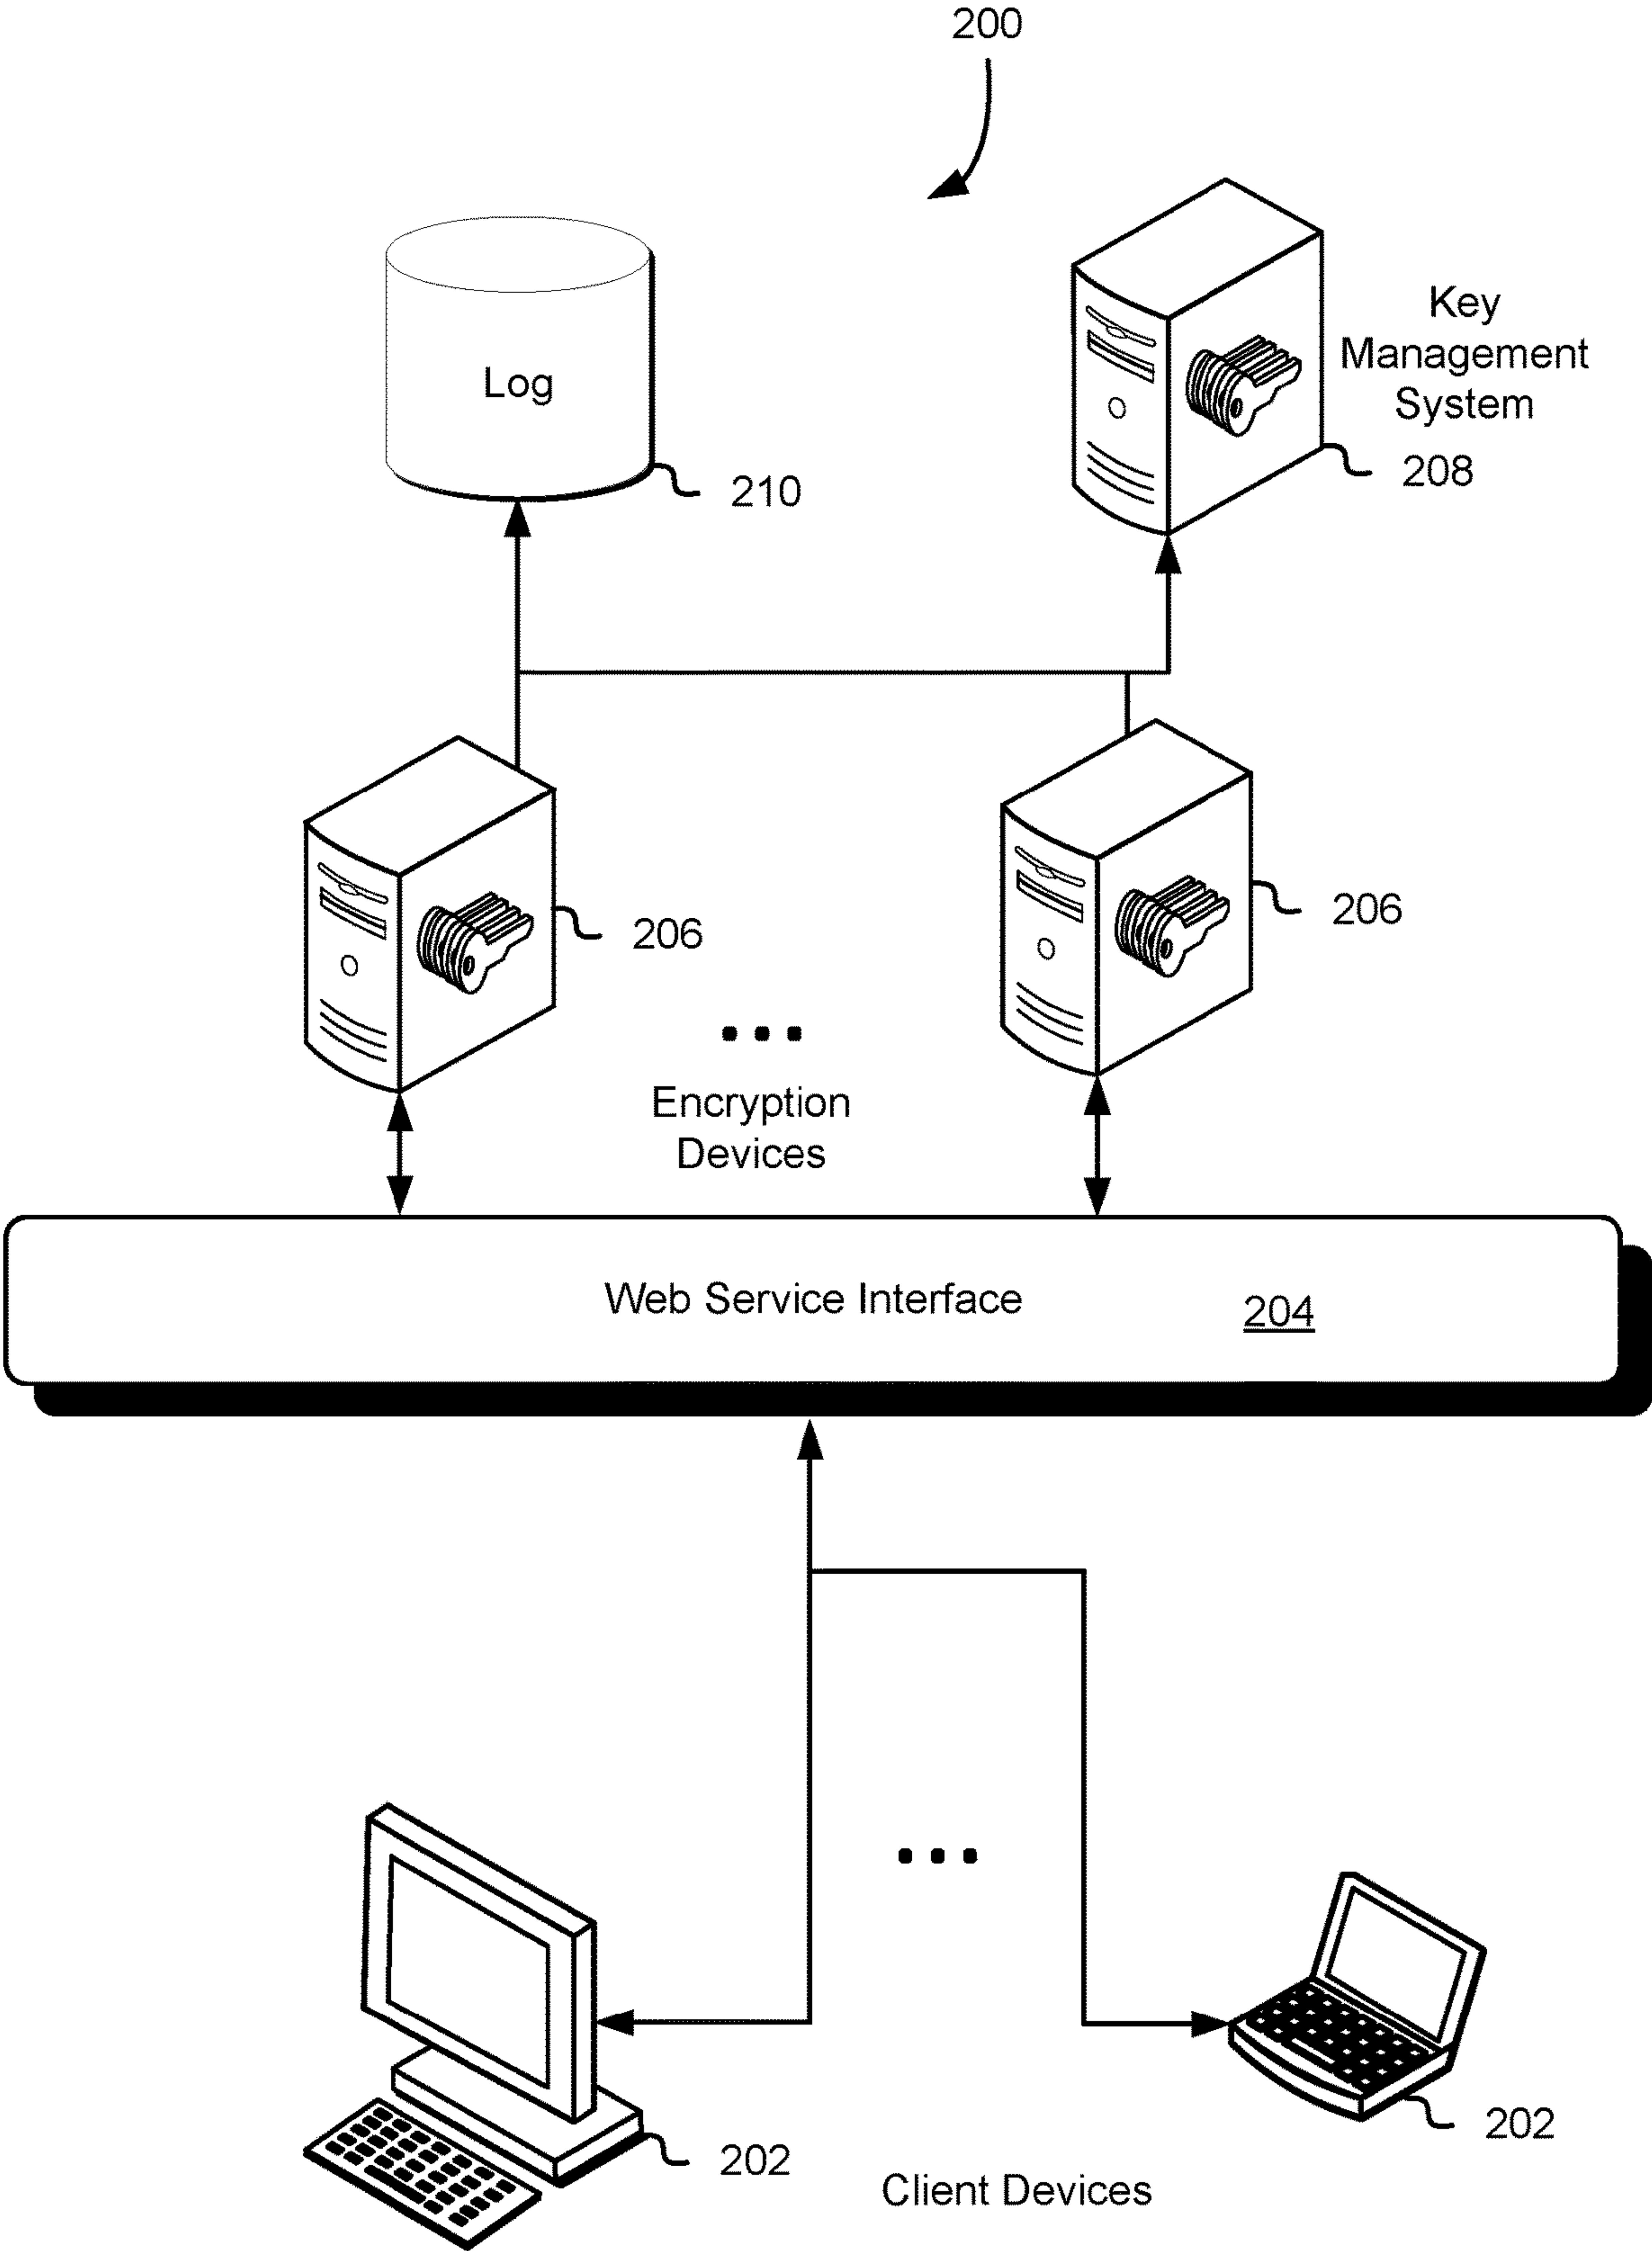 200
Log
210
Key
Management
System
208
206
206
Encryption
Devices
Web Service Interface
204
202
202
Client Devices